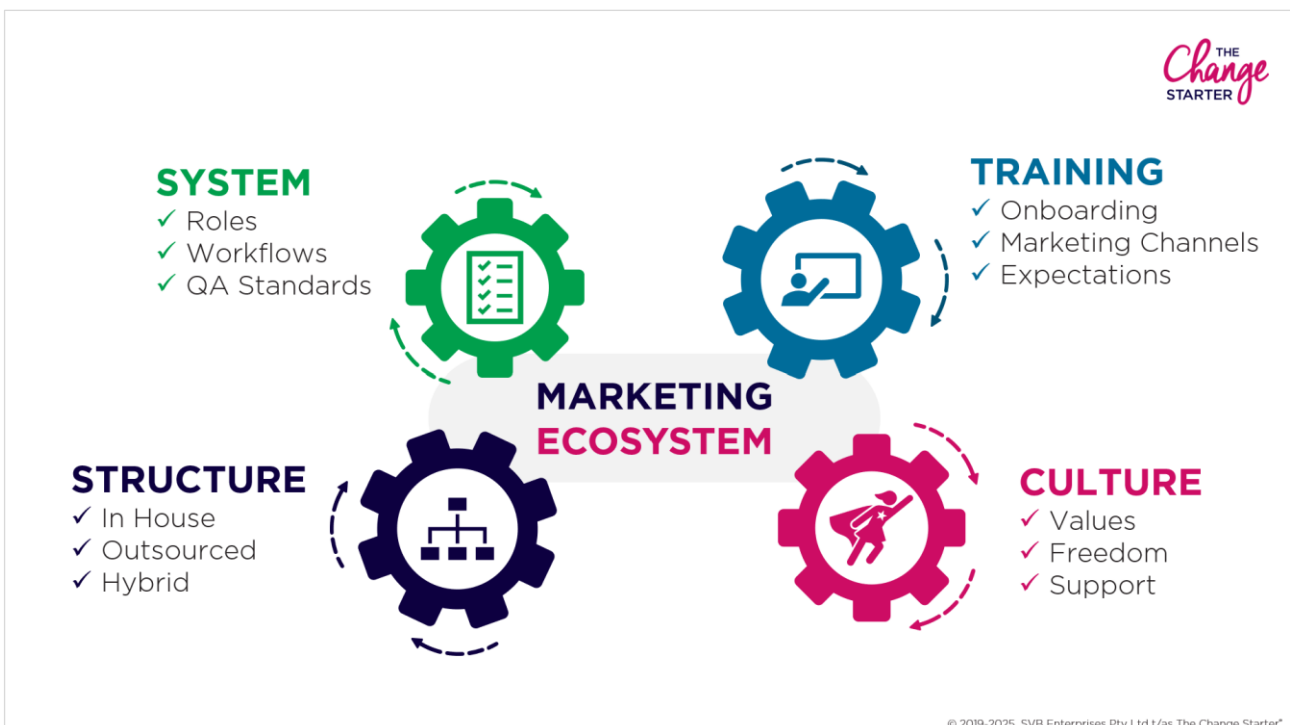 THE
Change
STARTER
SYSTEM
✓ Roles
✓ Workflows
✓ QA Standards
TRAINING
✓ Onboarding
✓ Marketing Channels
✓ Expectations
MARKETING
ECOSYSTEM
STRUCTURE
✓ In House
✓ Outsourced
✓ Hybrid
CULTURE
✓ Values
✓ Freedom
✓ Support
© 2019-2025 SVB Enterprises Pty Ltd t/as The Change Starter®